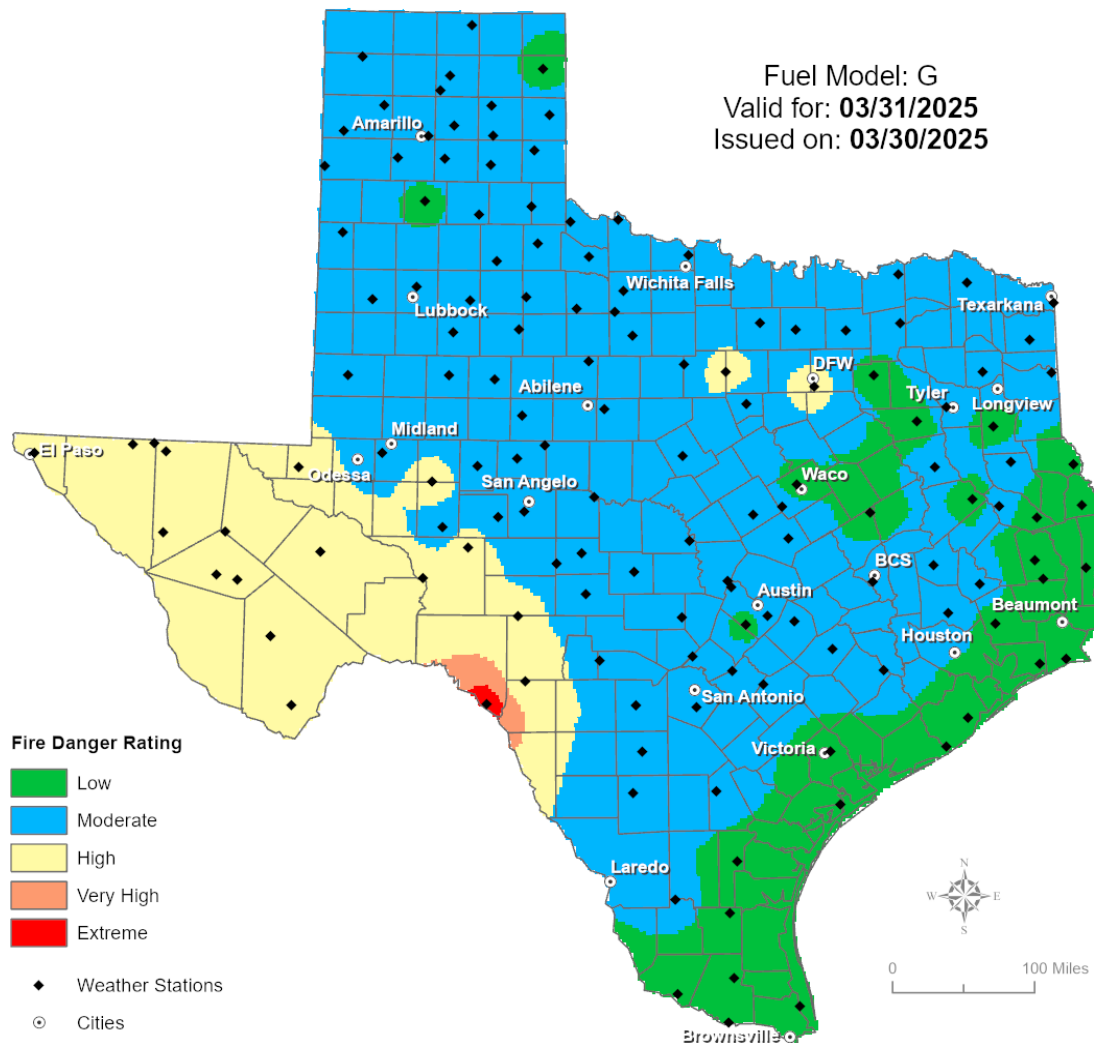 Fuel Model: G
Valid for: 03/31/2025
Issued on: 03/30/2025
Amarillo
Wichita Falls
Texarkana
Lubbock
DFW
Abilene
Tyler
Longview
Midland
El Paso
Odessa
San Angelo
Waco
BCS
Austin
Beaumont
Houston
San Antonio
Victoria
Laredo
Brownsville
Fire Danger Rating
Low
Moderate
High
Very High
Extreme
Weather Stations
Cities
N
W E
S
0 100 Miles